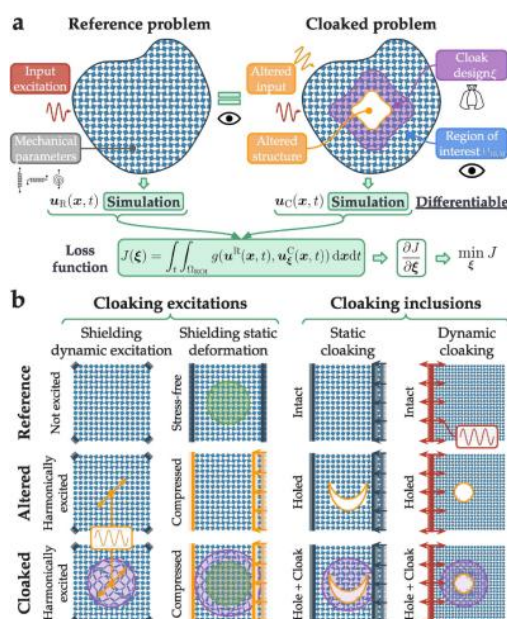 a
Reference problem
Cloaked problem
Input excitation
Mechanical parameters
Altered input
Altered structure
Cloak design ξ
Region of interest Ω_ROI
u_R(x, t) Simulation
u_C(x, t) Simulation
Differentiable
Loss function
J(ξ) = ∫_t ∫_Ω_ROI g(u^R(x, t), u_ξ^C(x, t)) dx dt
∂J/∂ξ
min_ξ J
b
Cloaking excitations
Cloaking inclusions
Shielding dynamic excitation
Shielding static deformation
Static cloaking
Dynamic cloaking
Reference
Not excited
Stress-free
Intact
Intact
Altered
Harmonically excited
Compressed
Holed
Holed
Cloaked
Harmonically excited
Compressed
Hole + Cloak
Hole + Cloak